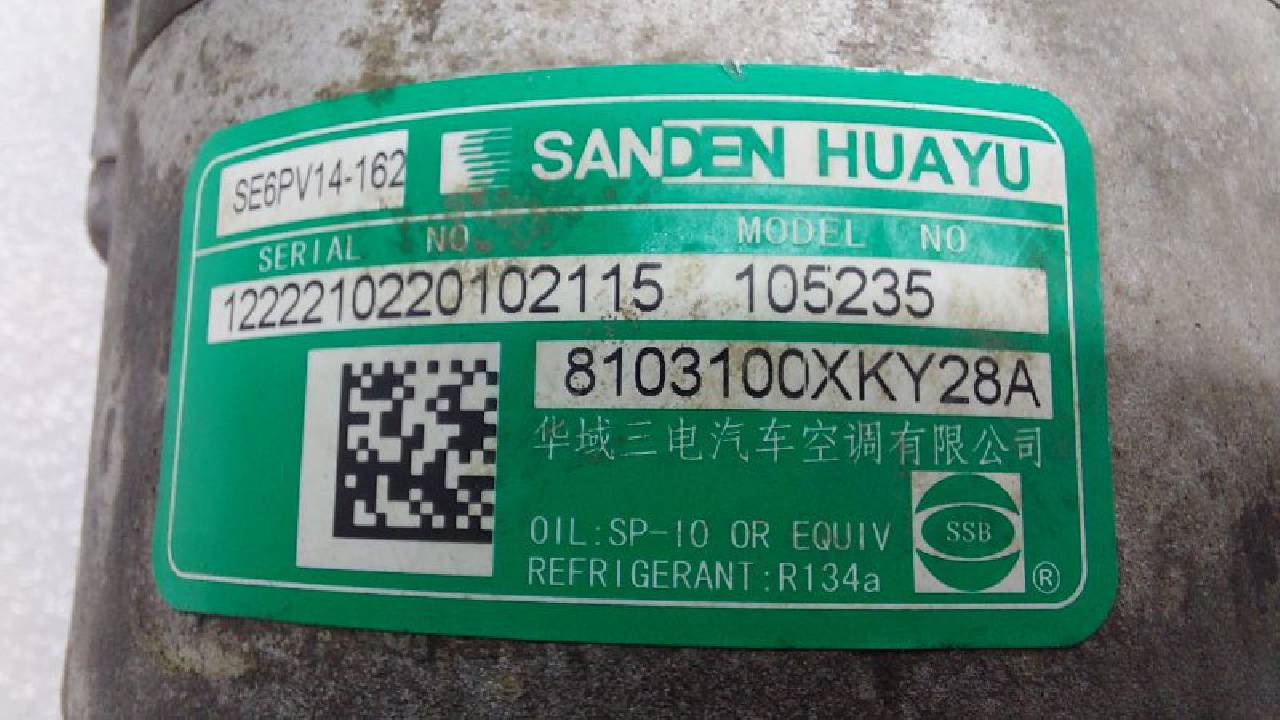 SE6PV14-162 SANDEN HUAYU
SERIAL NO MODEL NO
1222210220102115 105235
8103100XKY28A
华域三电汽车空调有限公司
OIL:SP-10 OR EQUIV
REFRIGERANT:R134a
SSB
®